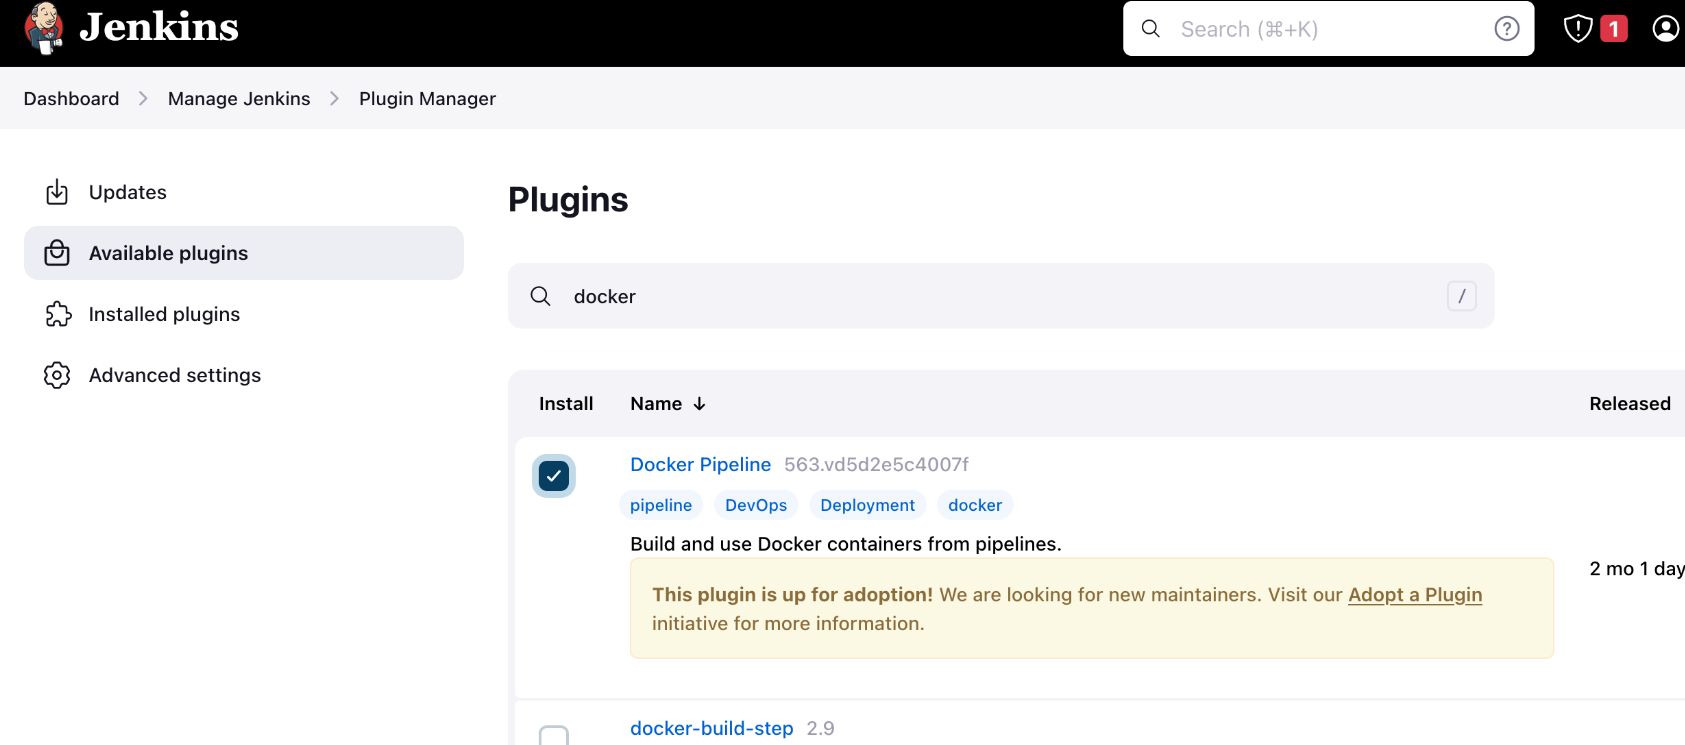 Jenkins
Search (⌘+K)
?
! 1
Dashboard > Manage Jenkins > Plugin Manager
Updates
Available plugins
Installed plugins
Advanced settings
Plugins
docker /
Install Name ↓ Released
Docker Pipeline 563.vd5d2e5c4007f
pipeline DevOps Deployment docker
Build and use Docker containers from pipelines.
This plugin is up for adoption! We are looking for new maintainers. Visit our Adopt a Plugin
initiative for more information.
2 mo 1 day
docker-build-step 2.9